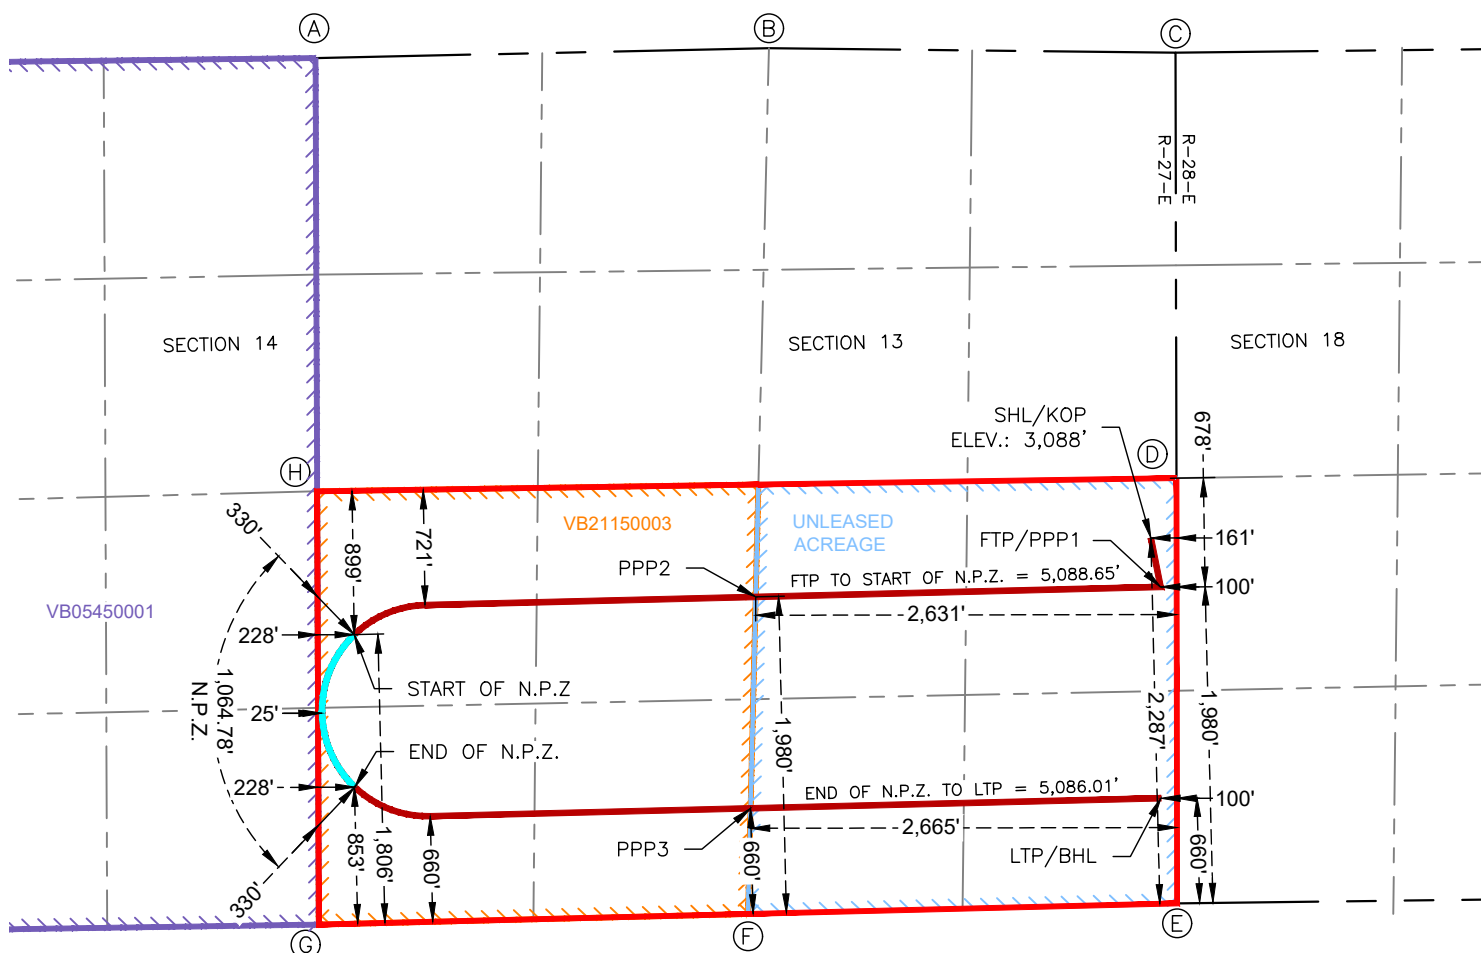 A
B
C
R-28-E
R-27-E
SECTION 14
SECTION 13
SECTION 18
SHL/KOP
ELEV.: 3,088'
678'
H
D
330'
899'
721'
VB21150003
UNLEASED
ACREAGE
FTP/PPP1
161'
PPP2
FTP TO START OF N.P.Z. = 5,088.65'
100'
VB05450001
2,631'
228'
START OF N.P.Z
1,064.78'
N.P.Z.
25'
1,980'
2,287'
1,980'
END OF N.P.Z.
228'
END OF N.P.Z. TO LTP = 5,086.01'
100'
2,665'
853'
1,806'
660'
PPP3
660'
LTP/BHL
660'
330'
G
F
E